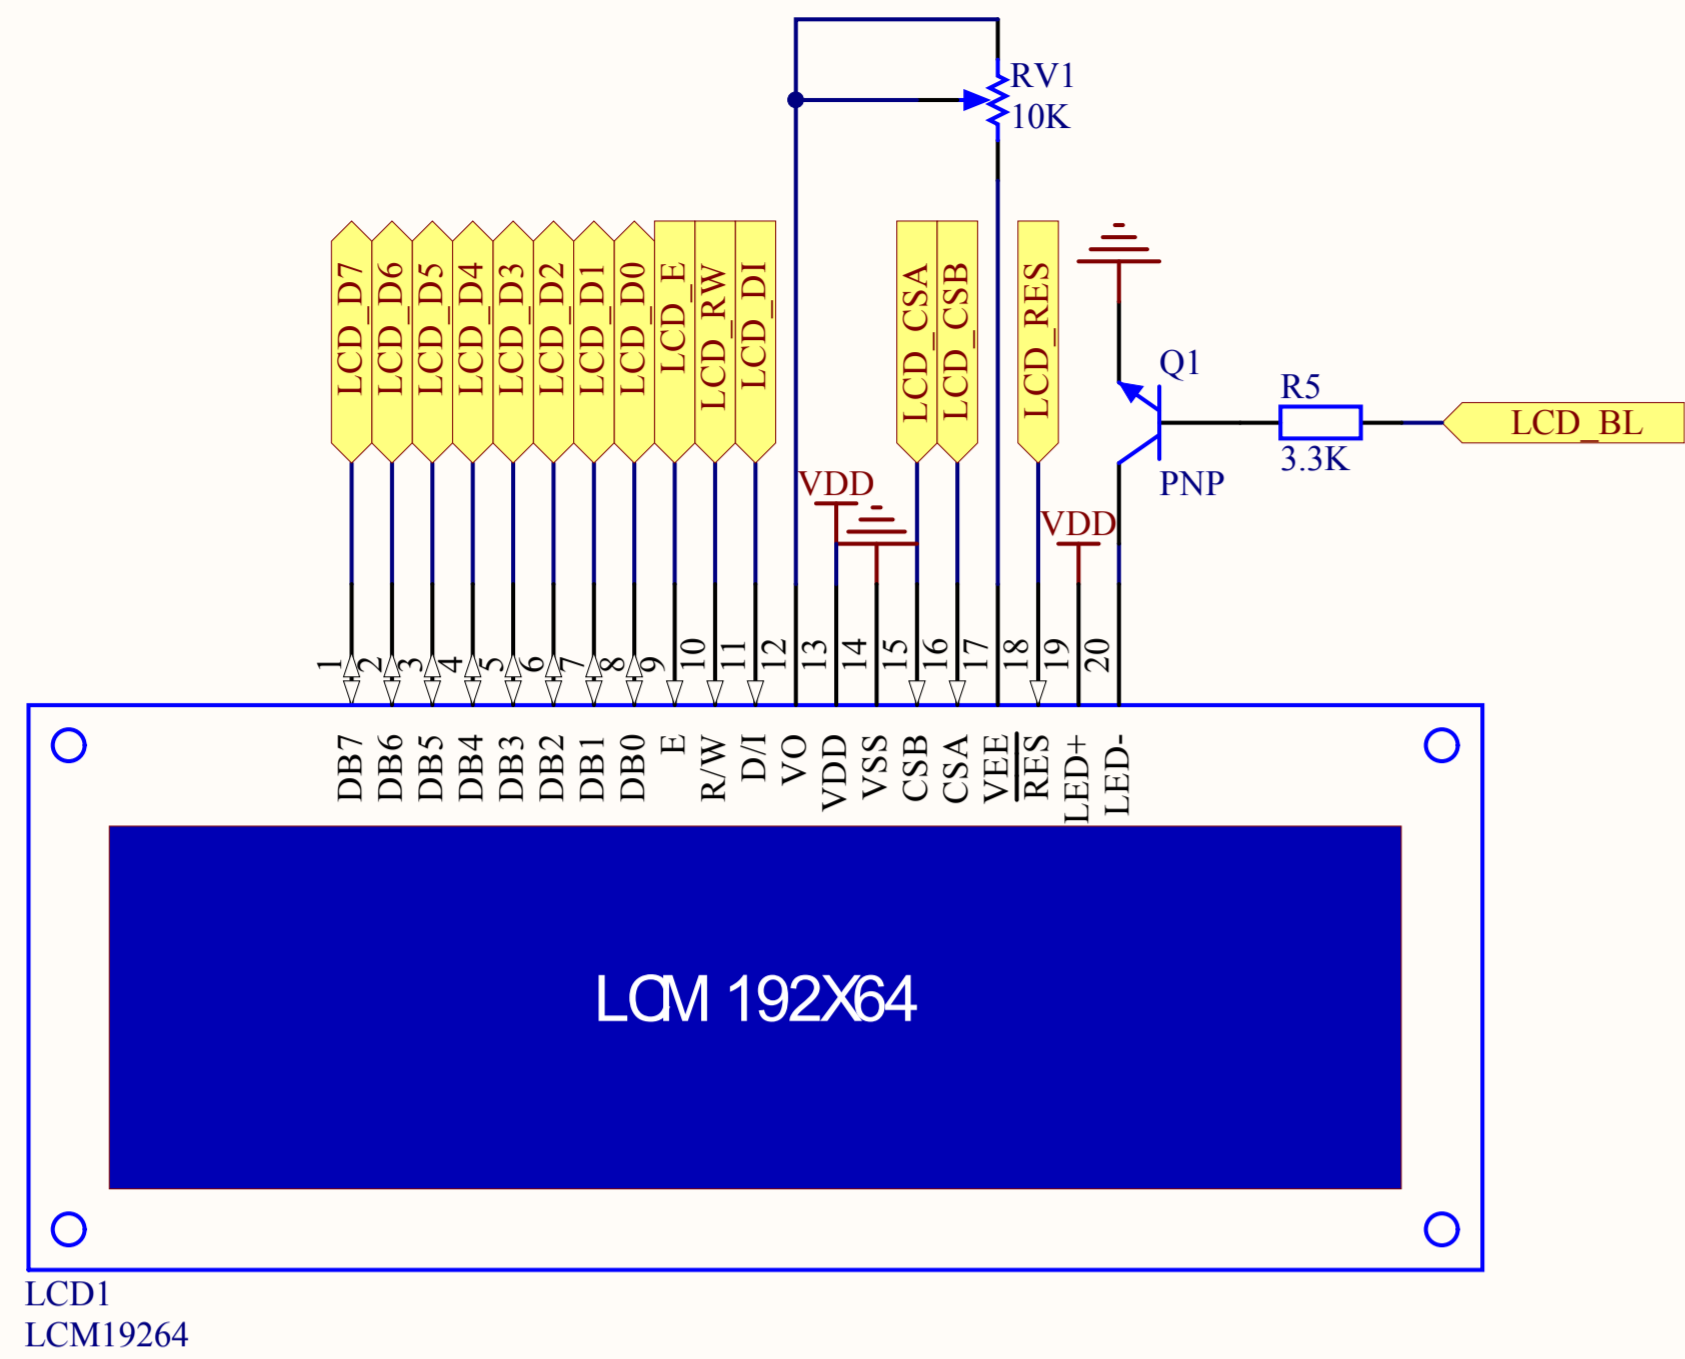 RV1
10K
LCD_D7
LCD_D6
LCD_D5
LCD_D4
LCD_D3
LCD_D2
LCD_D1
LCD_D0
LCD_E
LCD_RW
LCD_DI
LCD_CSA
LCD_CSB
LCD_RES
Q1
PNP
R5
3.3K
LCD_BL
VDD
VDD
1
2
3
4
5
6
7
8
9
10
11
12
13
14
15
16
17
18
19
20
DB7
DB6
DB5
DB4
DB3
DB2
DB1
DB0
E
R/W
D/I
VO
VDD
VSS
CSB
CSA
VEE
RES
LED+
LED-
LCM 192X64
LCD1
LCM19264